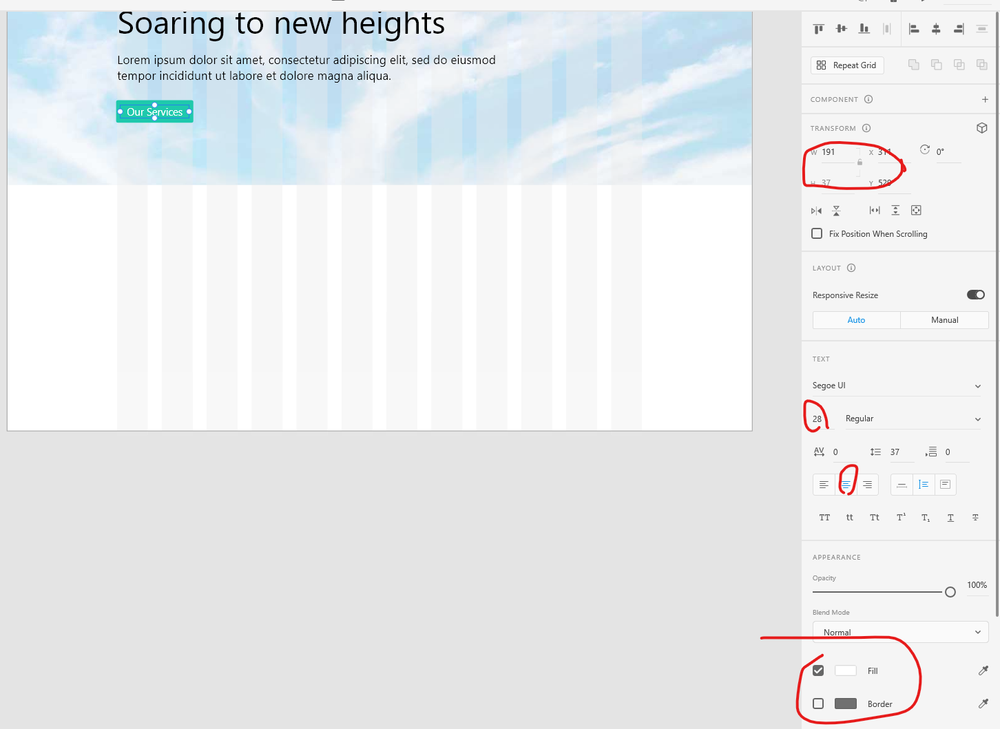 Soaring to new heights
Lorem ipsum dolor sit amet, consectetur adipiscing elit, sed do eiusmod
tempor incididunt ut labore et dolore magna aliqua.
Our Services
Repeat Grid
COMPONENT
TRANSFORM
W 191 X 311 0°
H 37 Y 529
Fix Position When Scrolling
LAYOUT
Responsive Resize
Auto Manual
TEXT
Segoe UI
28 Regular
AV 0 37 0
TT tt Tt T¹ T₁ T T
APPEARANCE
Opacity
100%
Blend Mode
Normal
Fill
Border